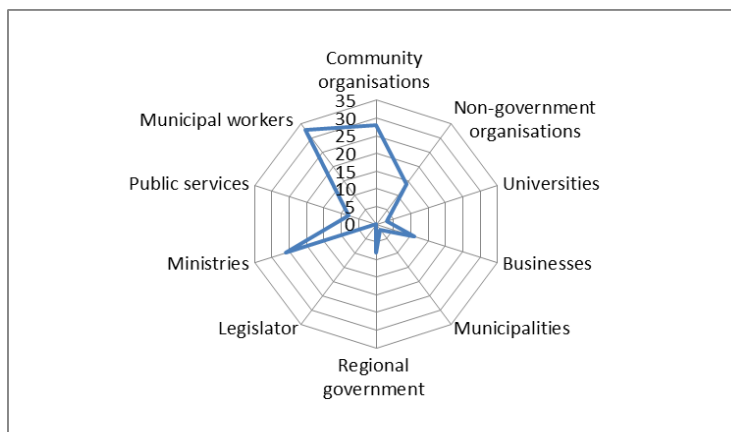 Community
organisations
Non-government
organisations
Universities
Businesses
Municipalities
Regional
government
Legislator
Ministries
Public services
Municipal workers
35
30
25
20
15
10
5
0